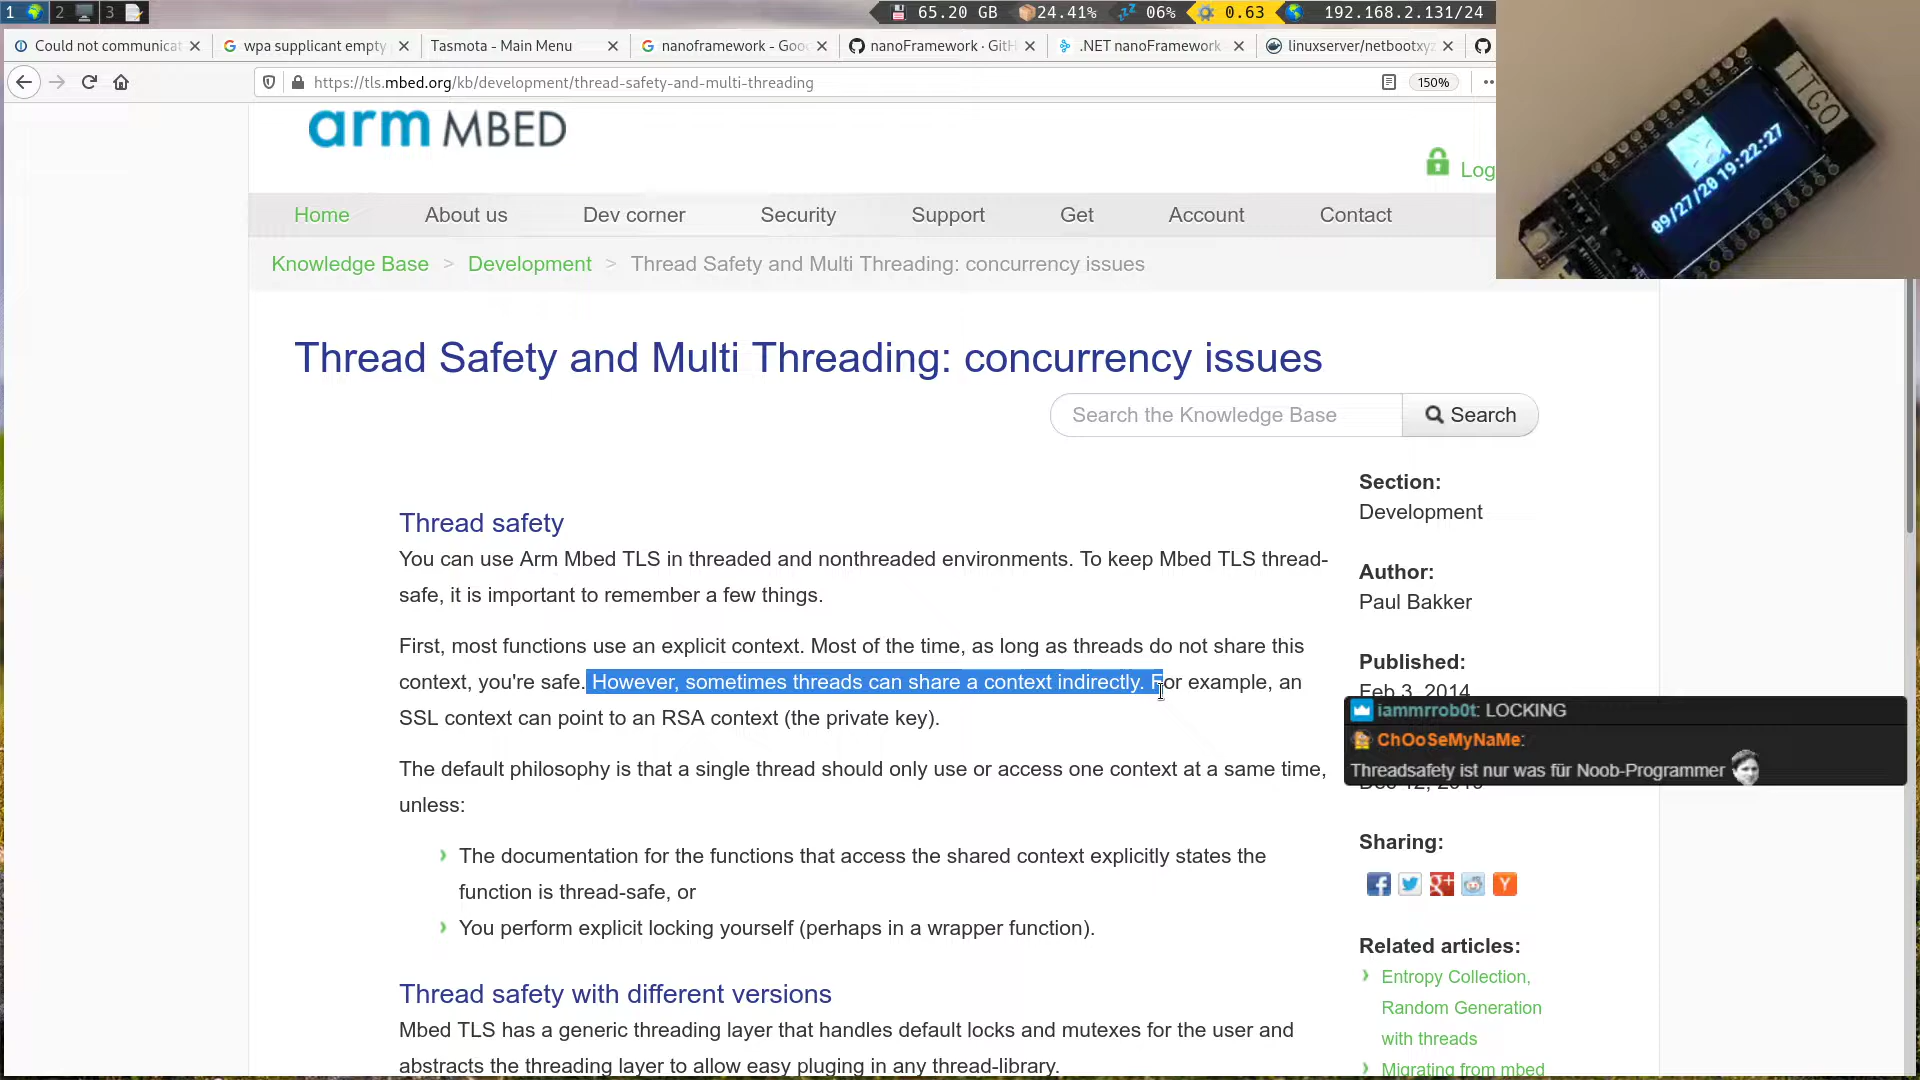 1 2 3 65.20 GB 24.41% 06% 0.63 192.168.2.131/24
Could not communicat wpa supplicant empty Tasmota - Main Menu nanoframework - Goo nanoFramework · GitH .NET nanoFramework linuxserver/netbootxyz
https://tls.mbed.org/kb/development/thread-safety-and-multi-threading 150%
TTGO
09/27/20 19:22:27
arm MBED
Log
Home About us Dev corner Security Support Get Account Contact
Knowledge Base > Development > Thread Safety and Multi Threading: concurrency issues
Thread Safety and Multi Threading: concurrency issues
Search the Knowledge Base Search
Thread safety
You can use Arm Mbed TLS in threaded and nonthreaded environments. To keep Mbed TLS thread-
safe, it is important to remember a few things.
First, most functions use an explicit context. Most of the time, as long as threads do not share this
context, you're safe. However, sometimes threads can share a context indirectly. For example, an
SSL context can point to an RSA context (the private key).
The default philosophy is that a single thread should only use or access one context at a same time,
unless:
The documentation for the functions that access the shared context explicitly states the
function is thread-safe, or
You perform explicit locking yourself (perhaps in a wrapper function).
Thread safety with different versions
Mbed TLS has a generic threading layer that handles default locks and mutexes for the user and
abstracts the threading layer to allow easy pluging in any thread-library.
Section:
Development
Author:
Paul Bakker
Published:
Feb 3, 2014
iammrrob0t: LOCKING
ChOoSeMyNaMe:
Threadsafety ist nur was für Noob-Programmer
Sharing:
Related articles:
Entropy Collection,
Random Generation
with threads
Migrating from mbed